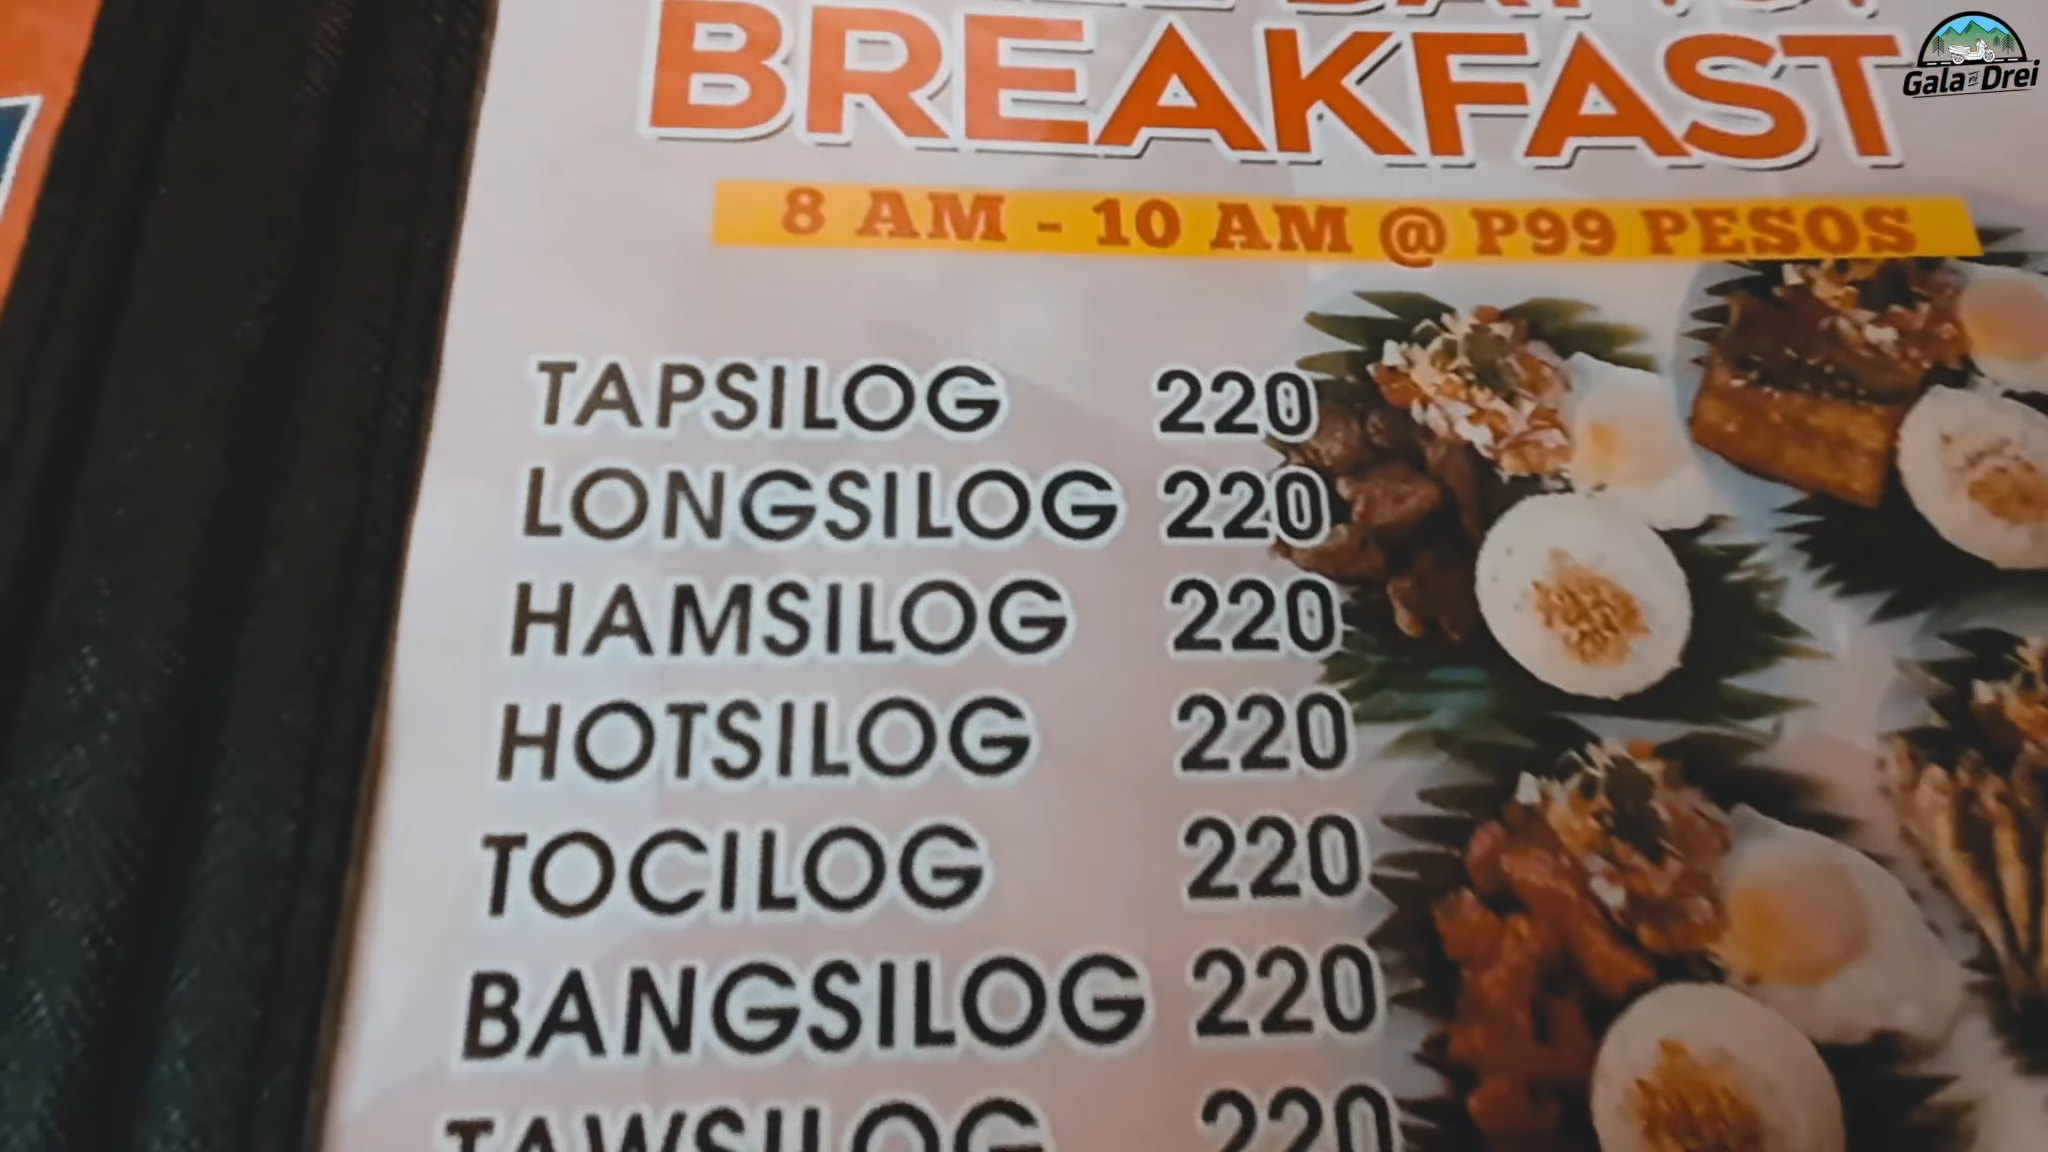 BREAKFAST
8 AM - 10 AM @ P99 PESOS
TAPSILOG 220
LONGSILOG 220
HAMSILOG 220
HOTSILOG 220
TOCILOG 220
BANGSILOG 220
TAWSILOG 220
Gala ni Drei